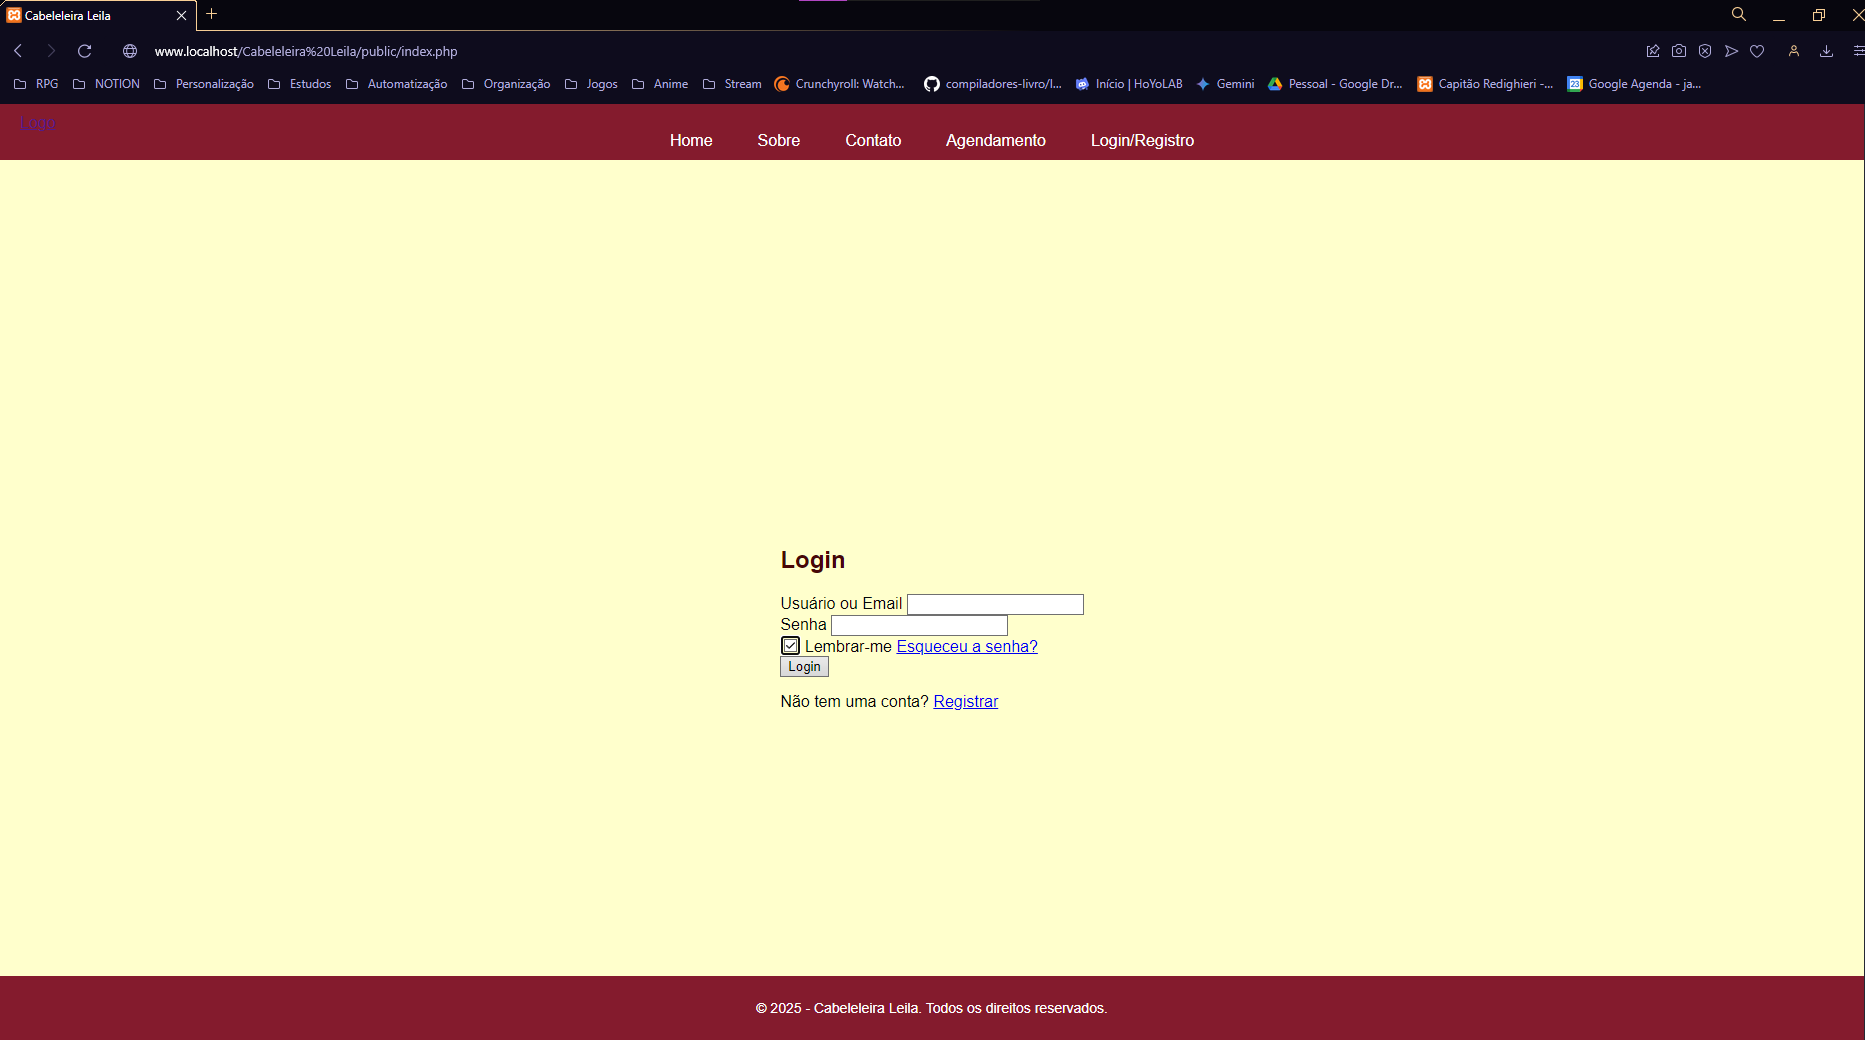 Cabeleleira Leila
www.localhost/Cabeleleira%20Leila/public/index.php
RPG NOTION Personalização Estudos Automatização Organização Jogos Anime Stream Crunchyroll: Watch... compiladores-livro/l... Início | HoYoLAB Gemini Pessoal - Google Dr... Capitão Redighieri -... 23 Google Agenda - ja...
Logo
Home Sobre Contato Agendamento Login/Registro
Login
Usuário ou Email
Senha
Lembrar-me Esqueceu a senha?
Login
Não tem uma conta? Registrar
© 2025 - Cabeleleira Leila. Todos os direitos reservados.